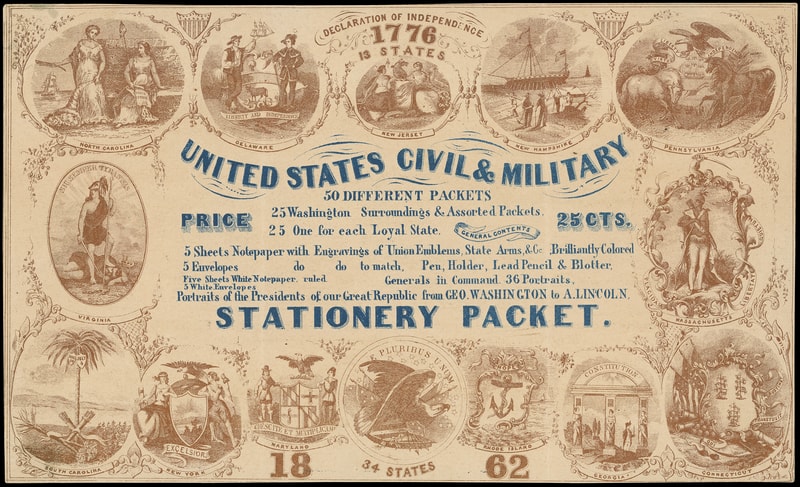 DECLARATION OF INDEPENDENCE
1776
13 STATES
NORTH CAROLINA
LIBERTY AND INDEPENDENCE
DELAWARE
NEW JERSEY
NEW HAMPSHIRE
PENNSYLVANIA
UNITED STATES CIVIL & MILITARY
50 DIFFERENT PACKETS
PRICE
25 Washington Surroundings & Assorted Packets.
25 One for each Loyal State.
GENERAL CONTENTS
25 CTS.
5 Sheets Notepaper with Engravings of Union Emblems, State Arms, &c. Brilliantly Colored
5 Envelopes do do to match, Pen, Holder, Lead Pencil & Blotter,
Five Sheets White Notepaper, ruled. Generals in Command. 36 Portraits,
5 White Envelopes
Portraits of the Presidents of our Great Republic from GEO. WASHINGTON to A. LINCOLN,
STATIONERY PACKET.
VIRGINIA
MASSACHUSETTS
SOUTH CAROLINA
EXCELSIOR
NEW YORK
MARYLAND
E PLURIBUS UNUM
RHODE ISLAND
CONSTITUTION
GEORGIA
CONNECTICUT
18
34 STATES
62